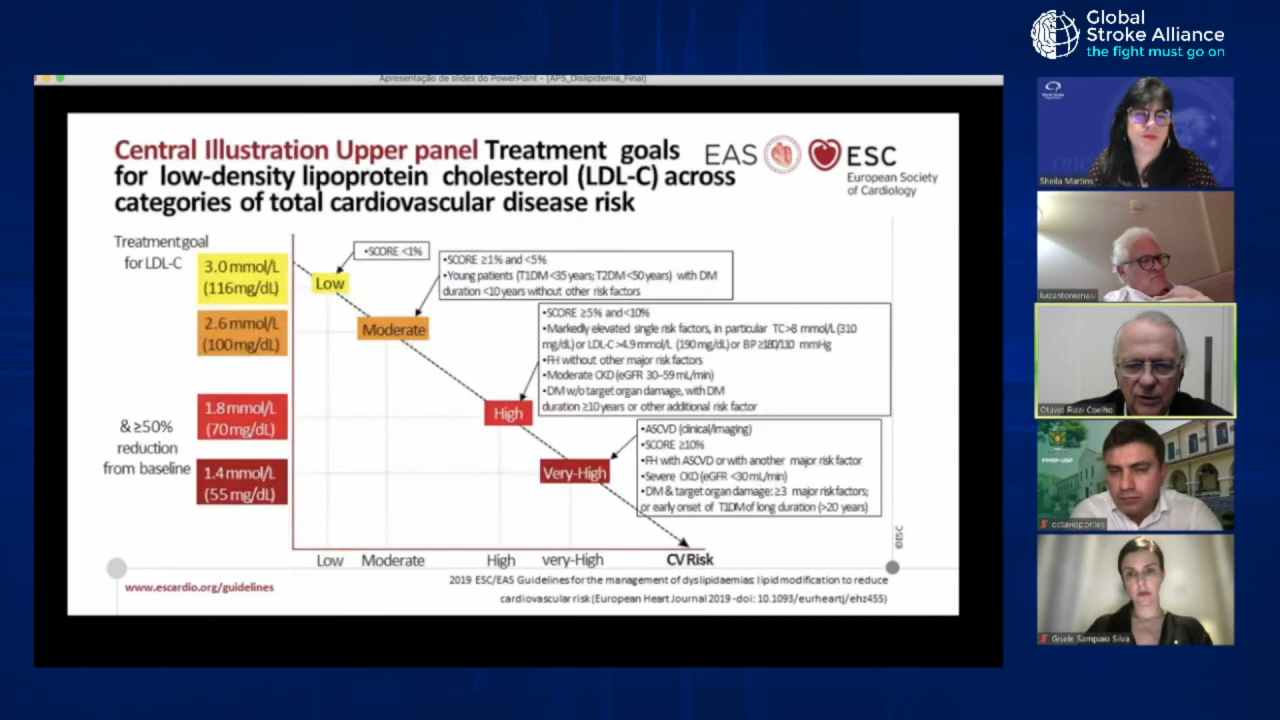 Global
Stroke Alliance
the fight must go on
Apresentação de slides do PowerPoint - [APS_Dislipidemia_Final]
Central Illustration Upper panel Treatment goals
for low-density lipoprotein cholesterol (LDL-C) across
categories of total cardiovascular disease risk
EAS
ESC
European Society
of Cardiology
Treatment goal
for LDL-C
3.0 mmol/L
(116mg/dL)
2.6 mmol/L
(100mg/dL)
1.8 mmol/L
(70mg/dL)
& ≥50%
reduction
from baseline
1.4 mmol/L
(55 mg/dL)
•SCORE <1%
Low
•SCORE ≥1% and <5%
•Young patients (T1DM <35 years; T2DM <50 years) with DM
duration <10 years without other risk factors
Moderate
•SCORE ≥5% and <10%
•Markedly elevated single risk factors, in particular TC >8 mmol/L (310
mg/dL) or LDL-C >4.9 mmol/L (190 mg/dL) or BP ≥180/110 mmHg
•FH without other major risk factors
•Moderate CKD (eGFR 30–59 mL/min)
•DM w/o target organ damage, with DM
duration ≥10 years or other additional risk factor
High
•ASCVD (clinical/imaging)
•SCORE ≥10%
•FH with ASCVD or with another major risk factor
•Severe CKD (eGFR <30 mL/min)
•DM & target organ damage: ≥3 major risk factors;
or early onset of T1DM of long duration (>20 years)
Very-High
Low
Moderate
High
very-High
CV Risk
©ESC
www.escardio.org/guidelines
2019 ESC/EAS Guidelines for the management of dyslipidaemias: lipid modification to reduce
cardiovascular risk (European Heart Journal 2019 -doi: 10.1093/eurheartj/ehz455)
Sheila Martins
luizantonionasi
Otavio Rizzi Coelho
FMRP-USP
octaviopontes
Gisele Sampaio Silva